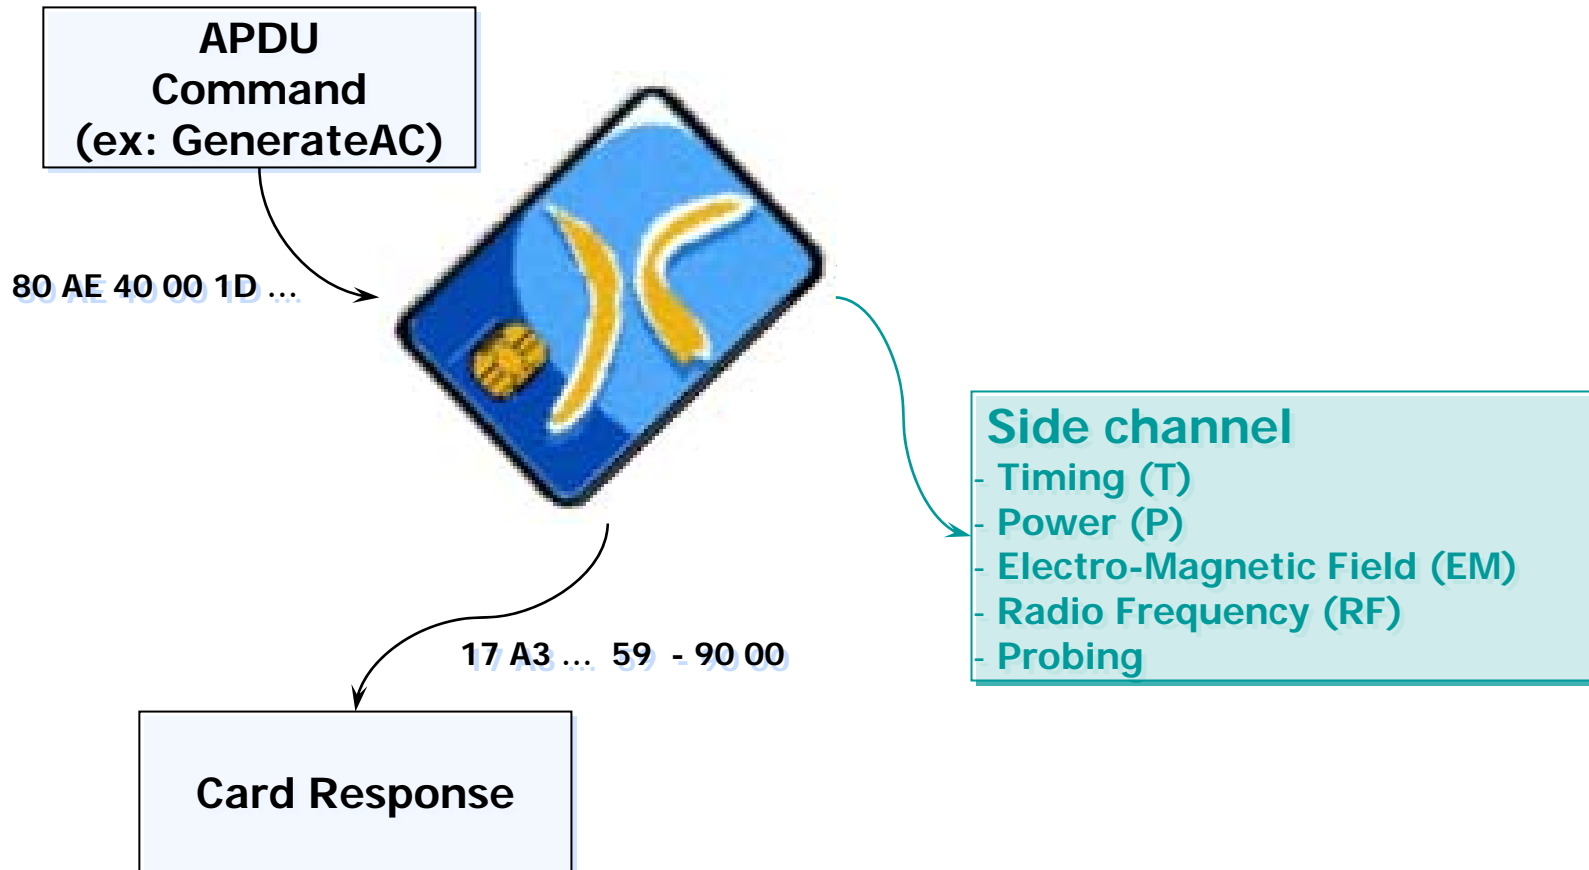 APDU
Command
(ex: GenerateAC)
80 AE 40 00 1D ...
Side channel
- Timing (T)
- Power (P)
- Electro-Magnetic Field (EM)
- Radio Frequency (RF)
- Probing
17 A3 ... 59 - 90 00
Card Response